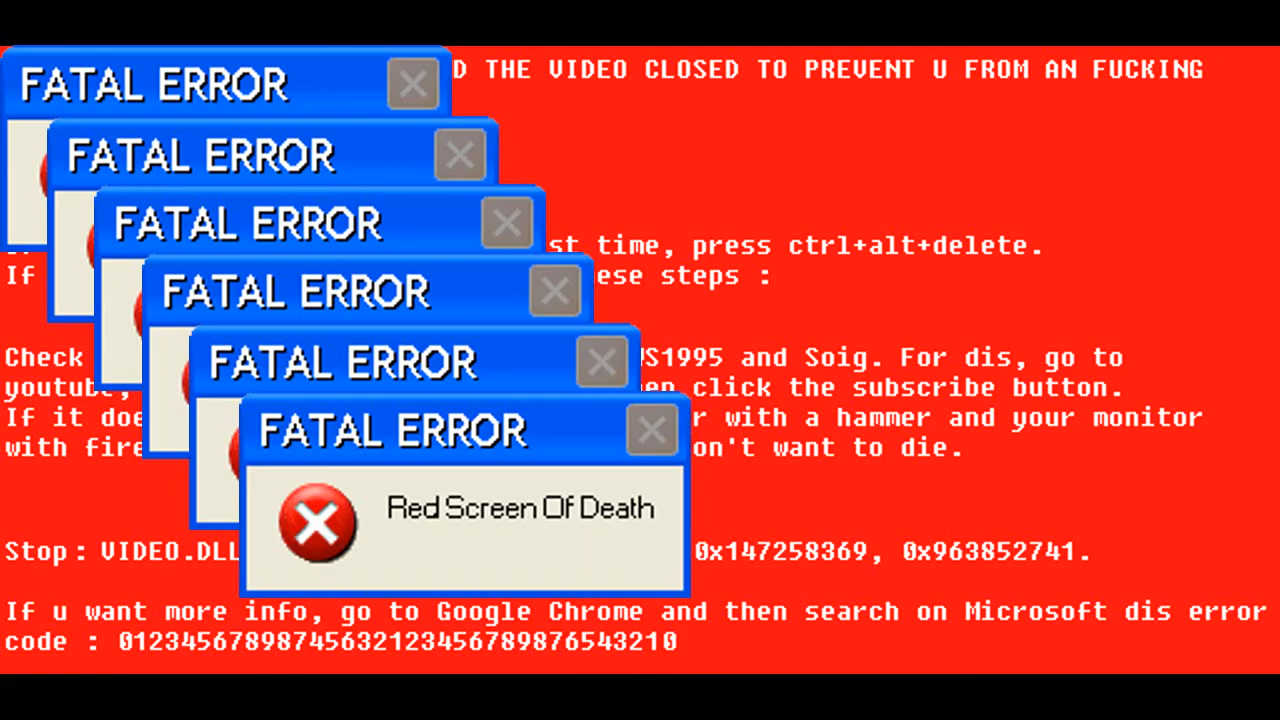 FATAL ERROR
D THE VIDEO CLOSED TO PREVENT U FROM AN FUCKING
FATAL ERROR
FATAL ERROR
st time, press ctrl+alt+delete.
If ese steps :
FATAL ERROR
Check S1995 and Soig. For dis, go to
FATAL ERROR
youtube, en click the subscribe button.
If it doe r with a hammer and your monitor
FATAL ERROR
with fire on't want to die.
Red Screen Of Death
Stop : VIDEO.DLL 0x147258369, 0x963852741.
If u want more info, go to Google Chrome and then search on Microsoft dis error
code : 01234567898745632123456789876543210